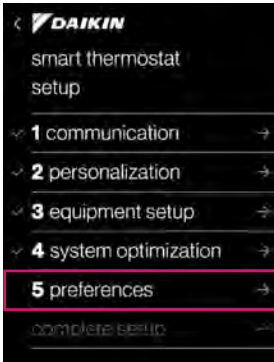 DAIKIN
smart thermostat
setup
1 communication
2 personalization
3 equipment setup
4 system optimization
5 preferences
complete setup